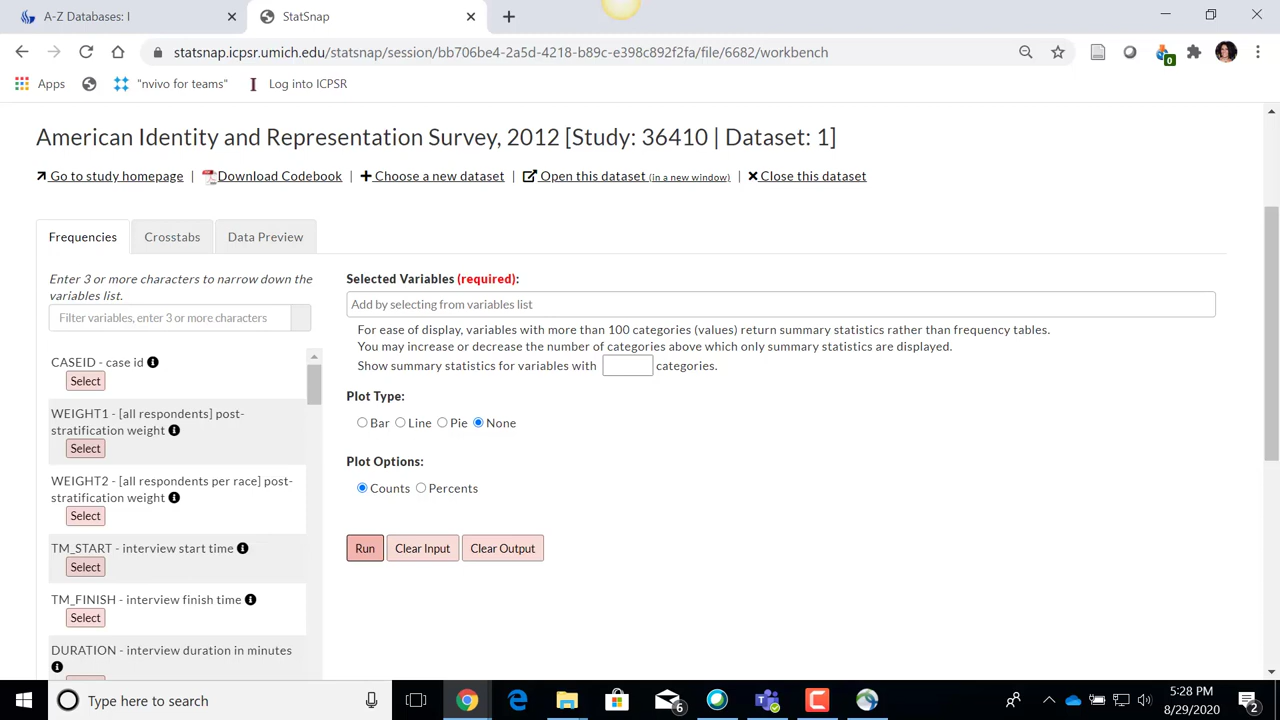 A-Z Databases: I
StatSnap
statsnap.icpsr.umich.edu/statsnap/session/bb706be4-2a5d-4218-b89c-e398c892f2fa/file/6682/workbench
0
Apps
"nvivo for teams"
Log into ICPSR
American Identity and Representation Survey, 2012 [Study: 36410 | Dataset: 1]
Go to study homepage | Download Codebook | Choose a new dataset | Open this dataset (in a new window) | Close this dataset
Frequencies
Crosstabs
Data Preview
Enter 3 or more characters to narrow down the
variables list.
Filter variables, enter 3 or more characters
CASEID - case id
Select
WEIGHT1 - [all respondents] post-
stratification weight
Select
WEIGHT2 - [all respondents per race] post-
stratification weight
Select
TM_START - interview start time
Select
TM_FINISH - interview finish time
Select
DURATION - interview duration in minutes
Selected Variables (required):
Add by selecting from variables list
For ease of display, variables with more than 100 categories (values) return summary statistics rather than frequency tables.
You may increase or decrease the number of categories above which only summary statistics are displayed.
Show summary statistics for variables with categories.
Plot Type:
Bar Line Pie None
Plot Options:
Counts Percents
Run
Clear Input
Clear Output
Type here to search
6
5:28 PM
8/29/2020
2